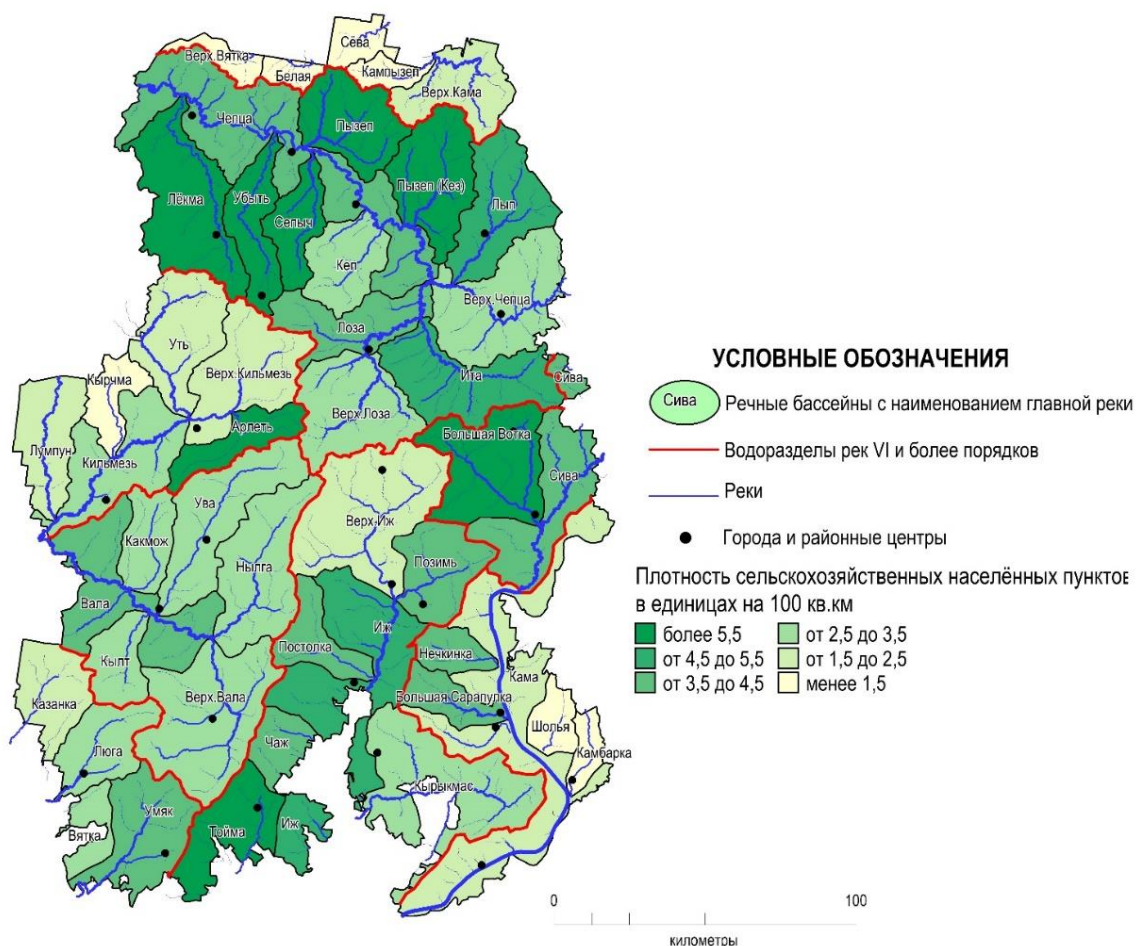 Сева
Верх.Вятка
Белая
Кампызеп
Верх.Кама
Чепца
Пызеп
Пызеп (Кез)
Лып
Лёкма
Убыть
Сепыч
Кеп
Верх.Чепца
Лоза
Уть
Верх.Кильмезь
Ита
Сива
Кырчма
Верх.Лоза
Арлеть
Большая Вотка
Лумпун
Кильмезь
Сива
Ува
Верх-Иж
Какмож
Нылга
Позимь
Вала
Иж
Постолка
Нечкинка
Кылт
Кама
Казанка
Верх.Вала
Большая Сарапулка
Шолья
Люга
Чаж
Камбарка
Кырыкмас
Умяк
Вятка
Тойма
Иж
УСЛОВНЫЕ ОБОЗНАЧЕНИЯ
Сива Речные бассейны с наименованием главной реки
Водоразделы рек VI и более порядков
Реки
Города и районные центры
Плотность сельскохозяйственных населённых пунктов
в единицах на 100 кв.км
более 5,5 от 2,5 до 3,5
от 4,5 до 5,5 от 1,5 до 2,5
от 3,5 до 4,5 менее 1,5
0 100
километры